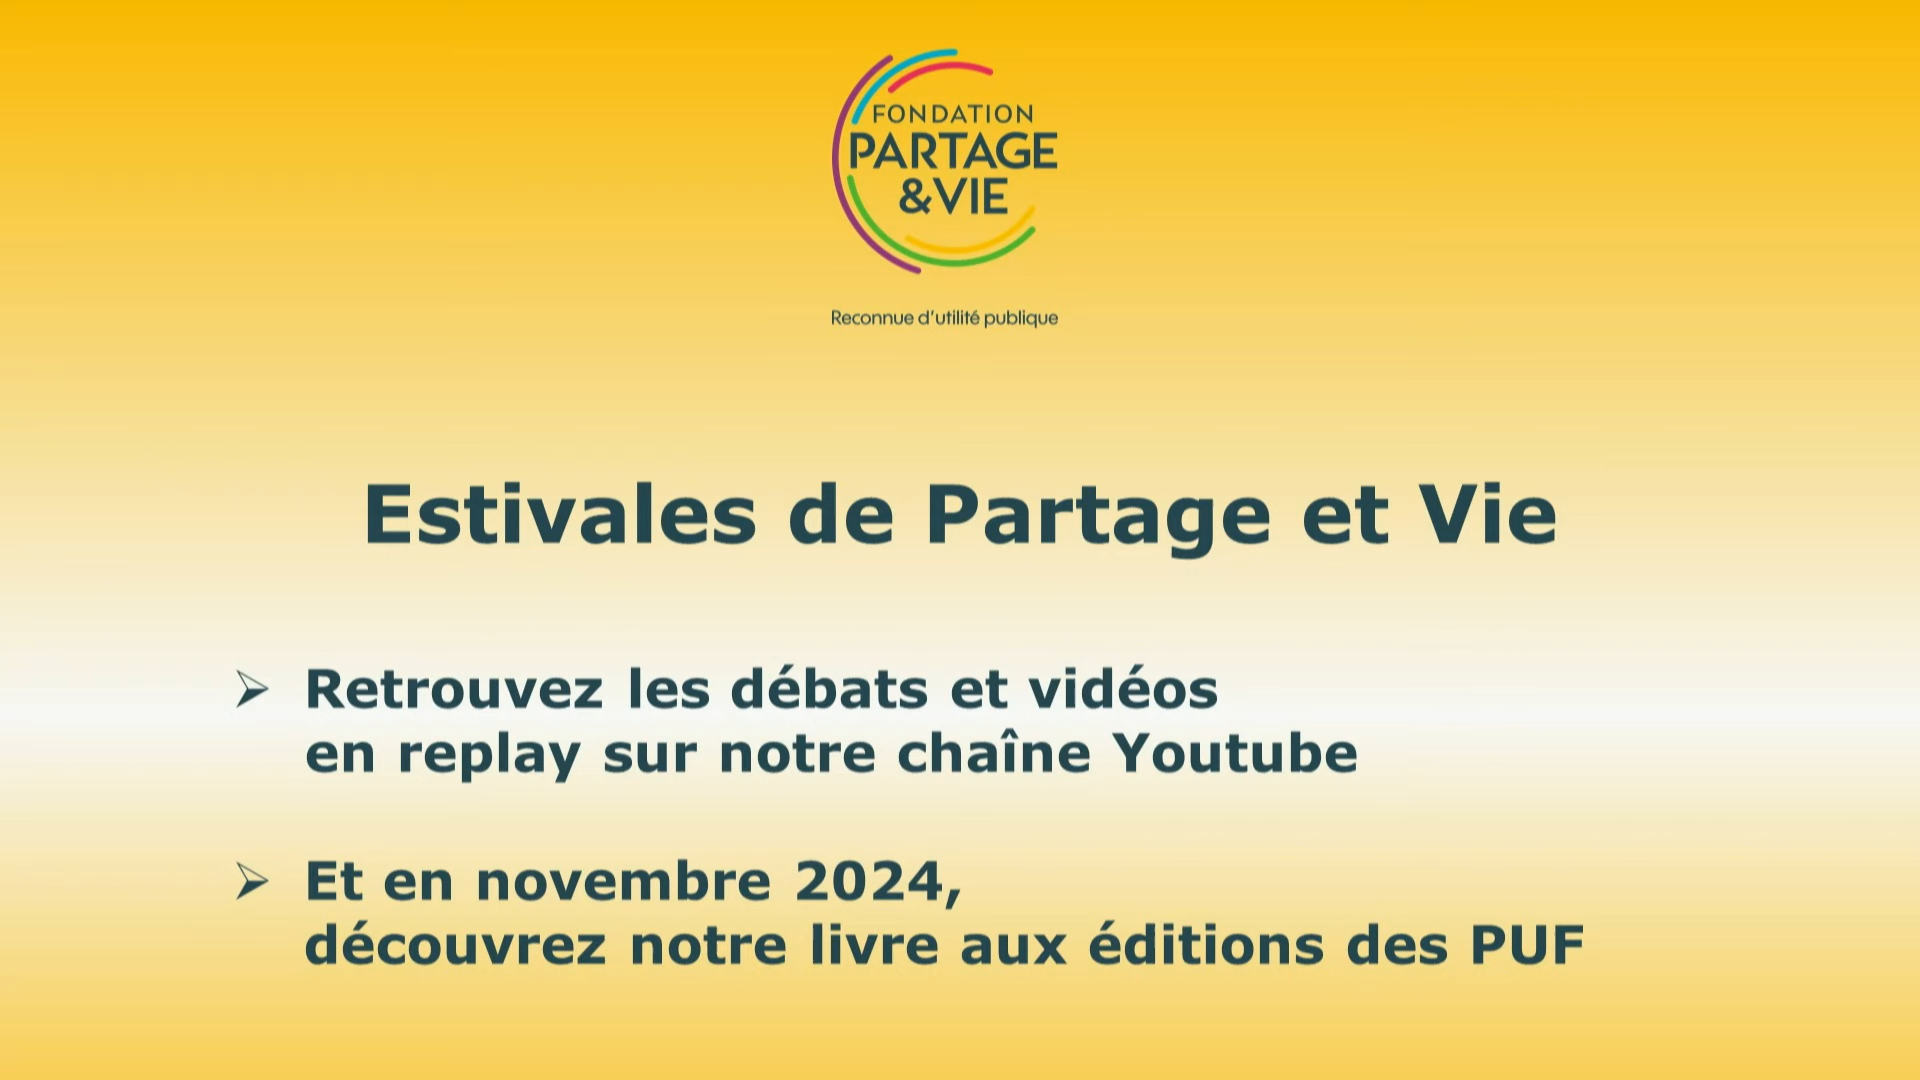 FONDATION
PARTAGE
&VIE
Reconnue d'utilité publique
Estivales de Partage et Vie
➢ Retrouvez les débats et vidéos
en replay sur notre chaîne Youtube
➢ Et en novembre 2024,
découvrez notre livre aux éditions des PUF